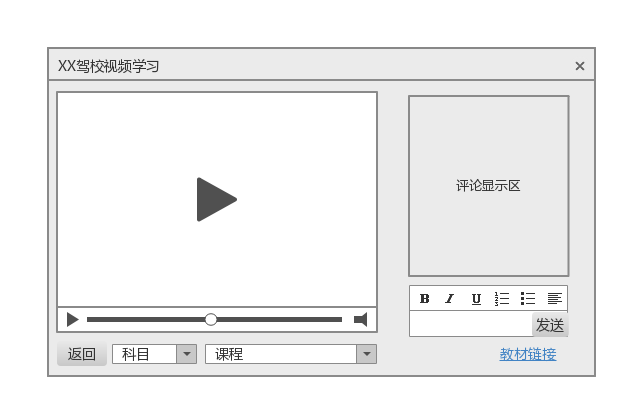 XX驾校视频学习
评论显示区
B I U
发送
返回 科目 课程
教材链接